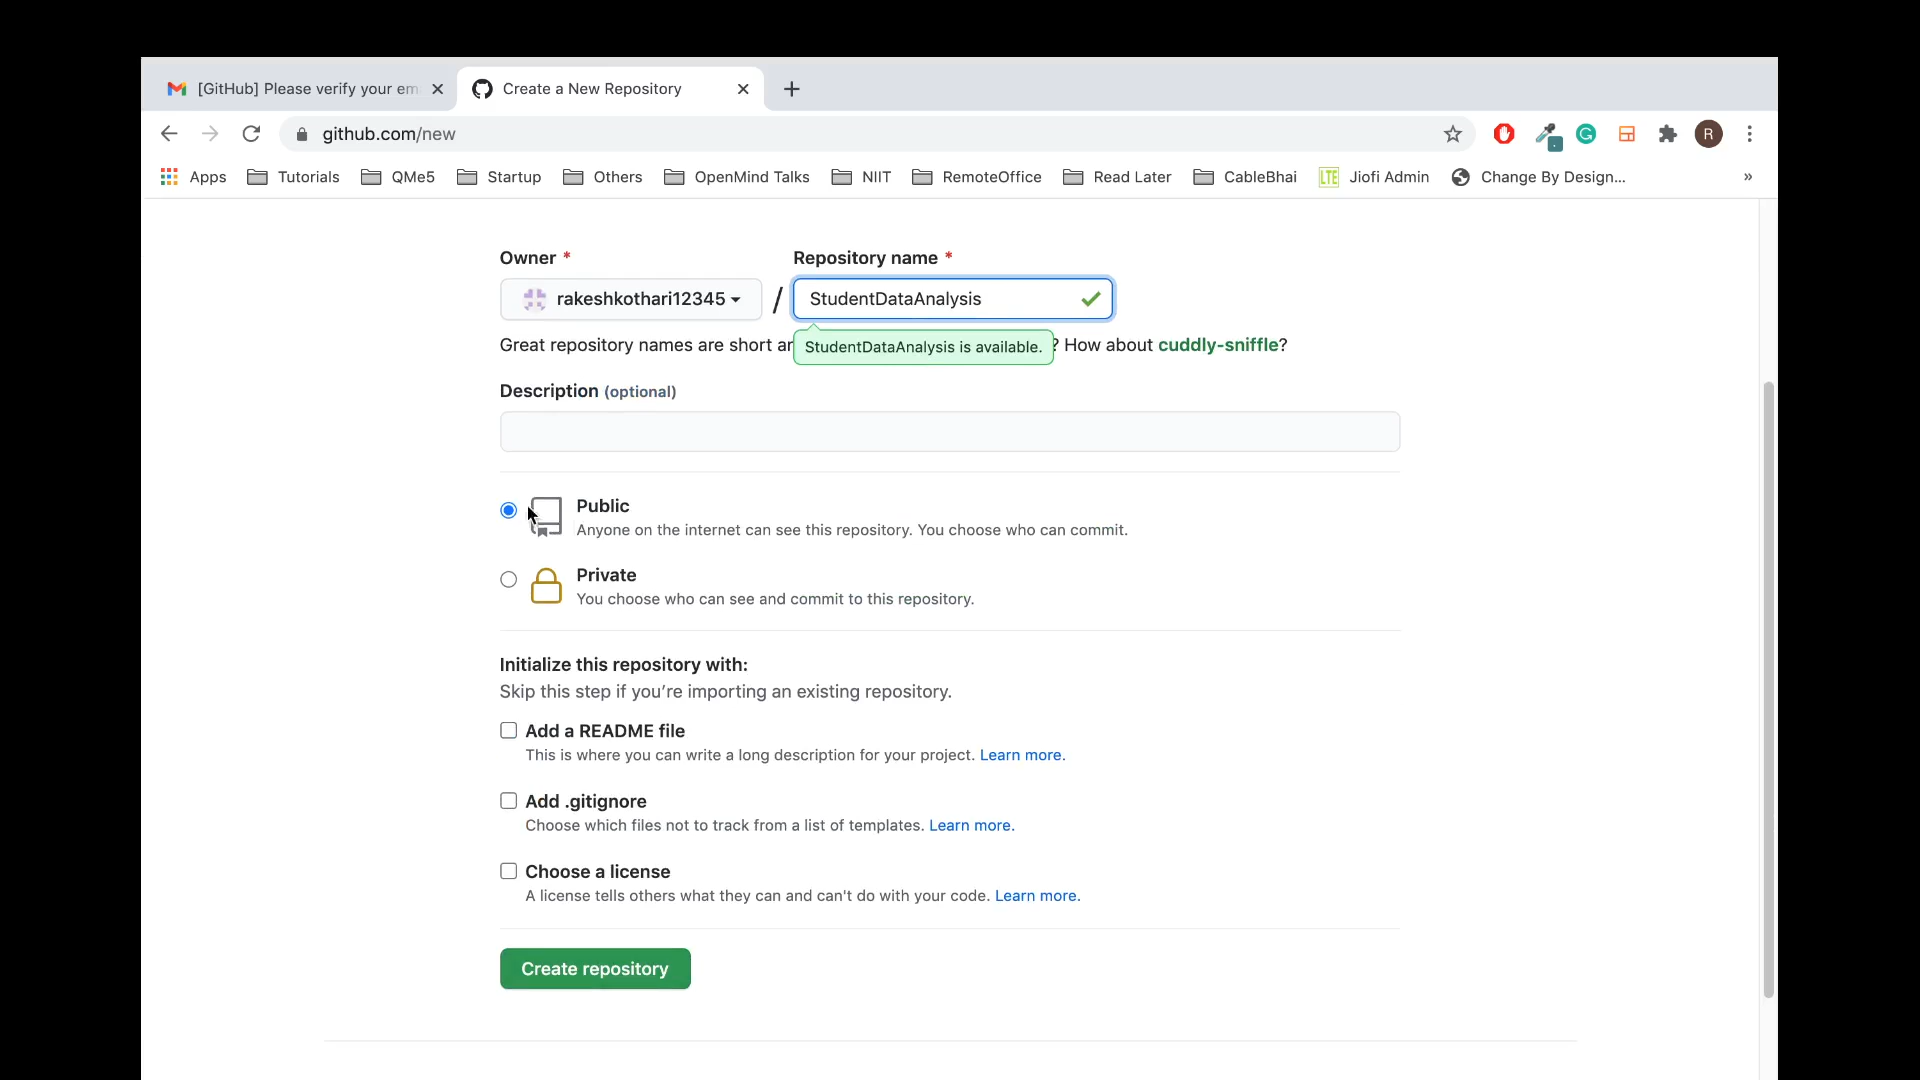 [GitHub] Please verify your em
Create a New Repository
github.com/new
R
Apps Tutorials QMe5 Startup Others OpenMind Talks NIIT RemoteOffice Read Later CableBhai LTE Jiofi Admin Change By Design... »
Owner * Repository name *
rakeshkothari12345 / StudentDataAnalysis
Great repository names are short ar StudentDataAnalysis is available. ? How about cuddly-sniffle?
Description (optional)
Public
Anyone on the internet can see this repository. You choose who can commit.
Private
You choose who can see and commit to this repository.
Initialize this repository with:
Skip this step if you’re importing an existing repository.
Add a README file
This is where you can write a long description for your project. Learn more.
Add .gitignore
Choose which files not to track from a list of templates. Learn more.
Choose a license
A license tells others what they can and can't do with your code. Learn more.
Create repository